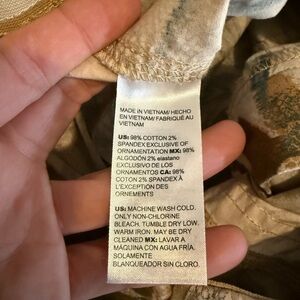 MADE IN VIETNAM/ HECHO
EN VIETNAM/ FABRIQUÉ AU
VIETNAM
US: 98% COTTON 2%
SPANDEX EXCLUSIVE OF
ORNAMENTATION MX: 98%
ALGODÓN 2% elastano
EXCLUSIVO DE LOS
ORNAMENTOS CA: 98%
COTON 2% SPANDEX À
L'EXCEPTION DES
ORNEMENTS
US: MACHINE WASH COLD.
ONLY NON-CHLORINE
BLEACH. TUMBLE DRY LOW.
WARM IRON. MAY BE DRY
CLEANED MX: LAVAR A
MÁQUINA CON AGUA FRÍA.
SOLAMENTE
BLANQUEADOR SIN CLORO.